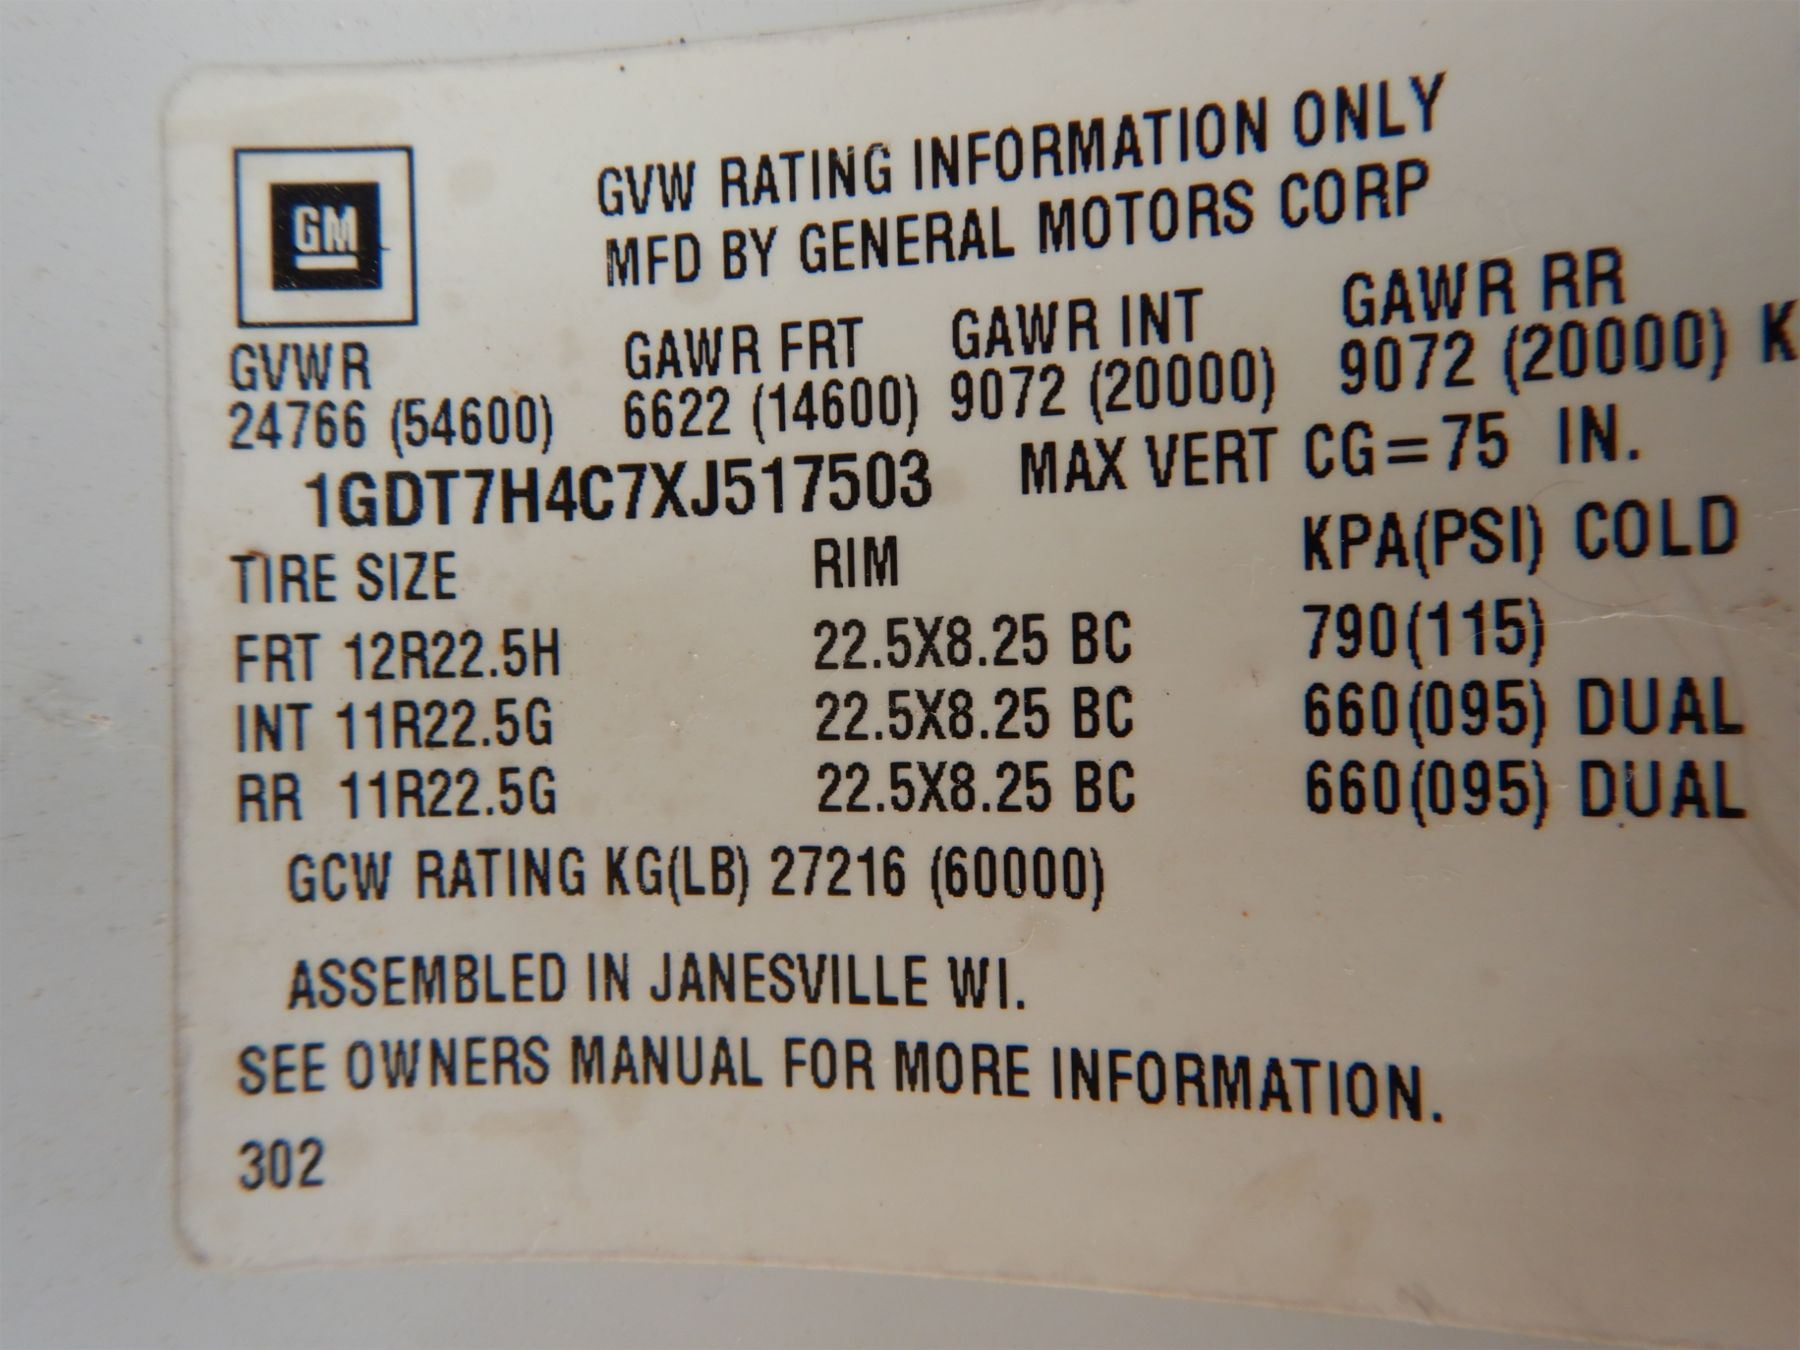 GM
GVW RATING INFORMATION ONLY
MFD BY GENERAL MOTORS CORP
GVWR GAWR FRT GAWR INT GAWR RR
24766 (54600) 6622 (14600) 9072 (20000) 9072 (20000) K
1GDT7H4C7XJ517503 MAX VERT CG=75 IN.
TIRE SIZE RIM KPA(PSI) COLD
FRT 12R22.5H 22.5X8.25 BC 790(115)
INT 11R22.5G 22.5X8.25 BC 660(095) DUAL
RR 11R22.5G 22.5X8.25 BC 660(095) DUAL
GCW RATING KG(LB) 27216 (60000)
ASSEMBLED IN JANESVILLE WI.
SEE OWNERS MANUAL FOR MORE INFORMATION.
302